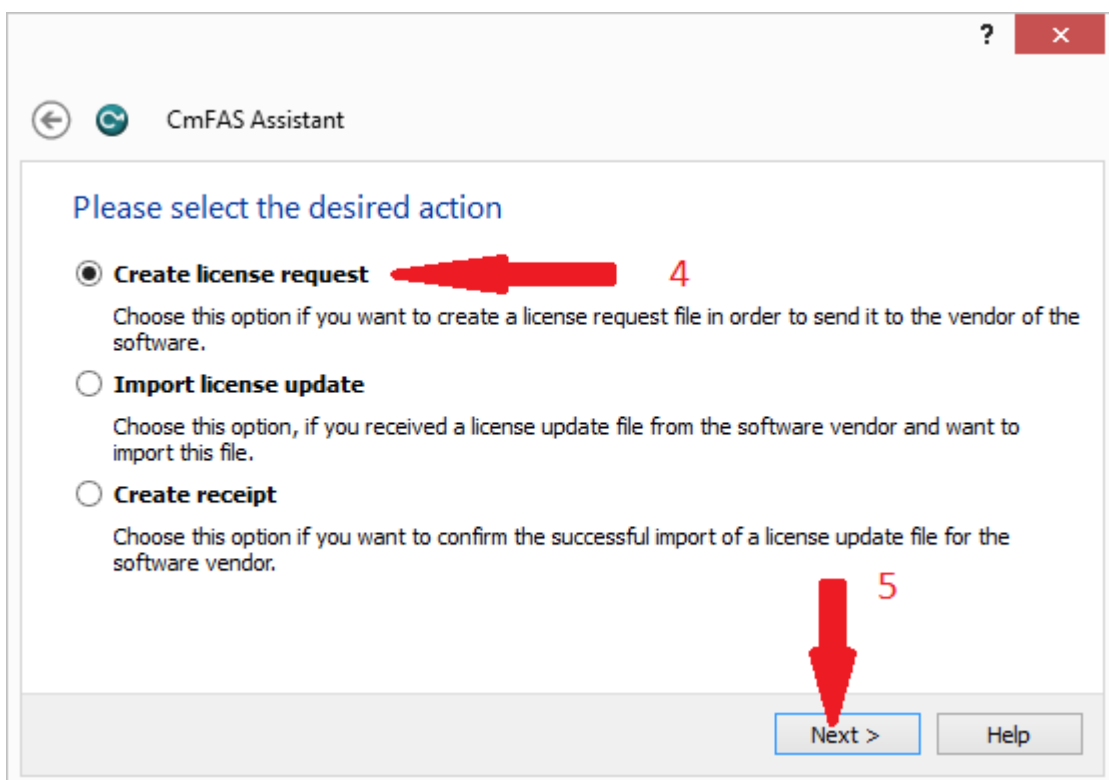 ?
CmFAS Assistant
Please select the desired action
Create license request
4
Choose this option if you want to create a license request file in order to send it to the vendor of the
software.
Import license update
Choose this option, if you received a license update file from the software vendor and want to
import this file.
Create receipt
Choose this option if you want to confirm the successful import of a license update file for the
software vendor.
5
Next >
Help